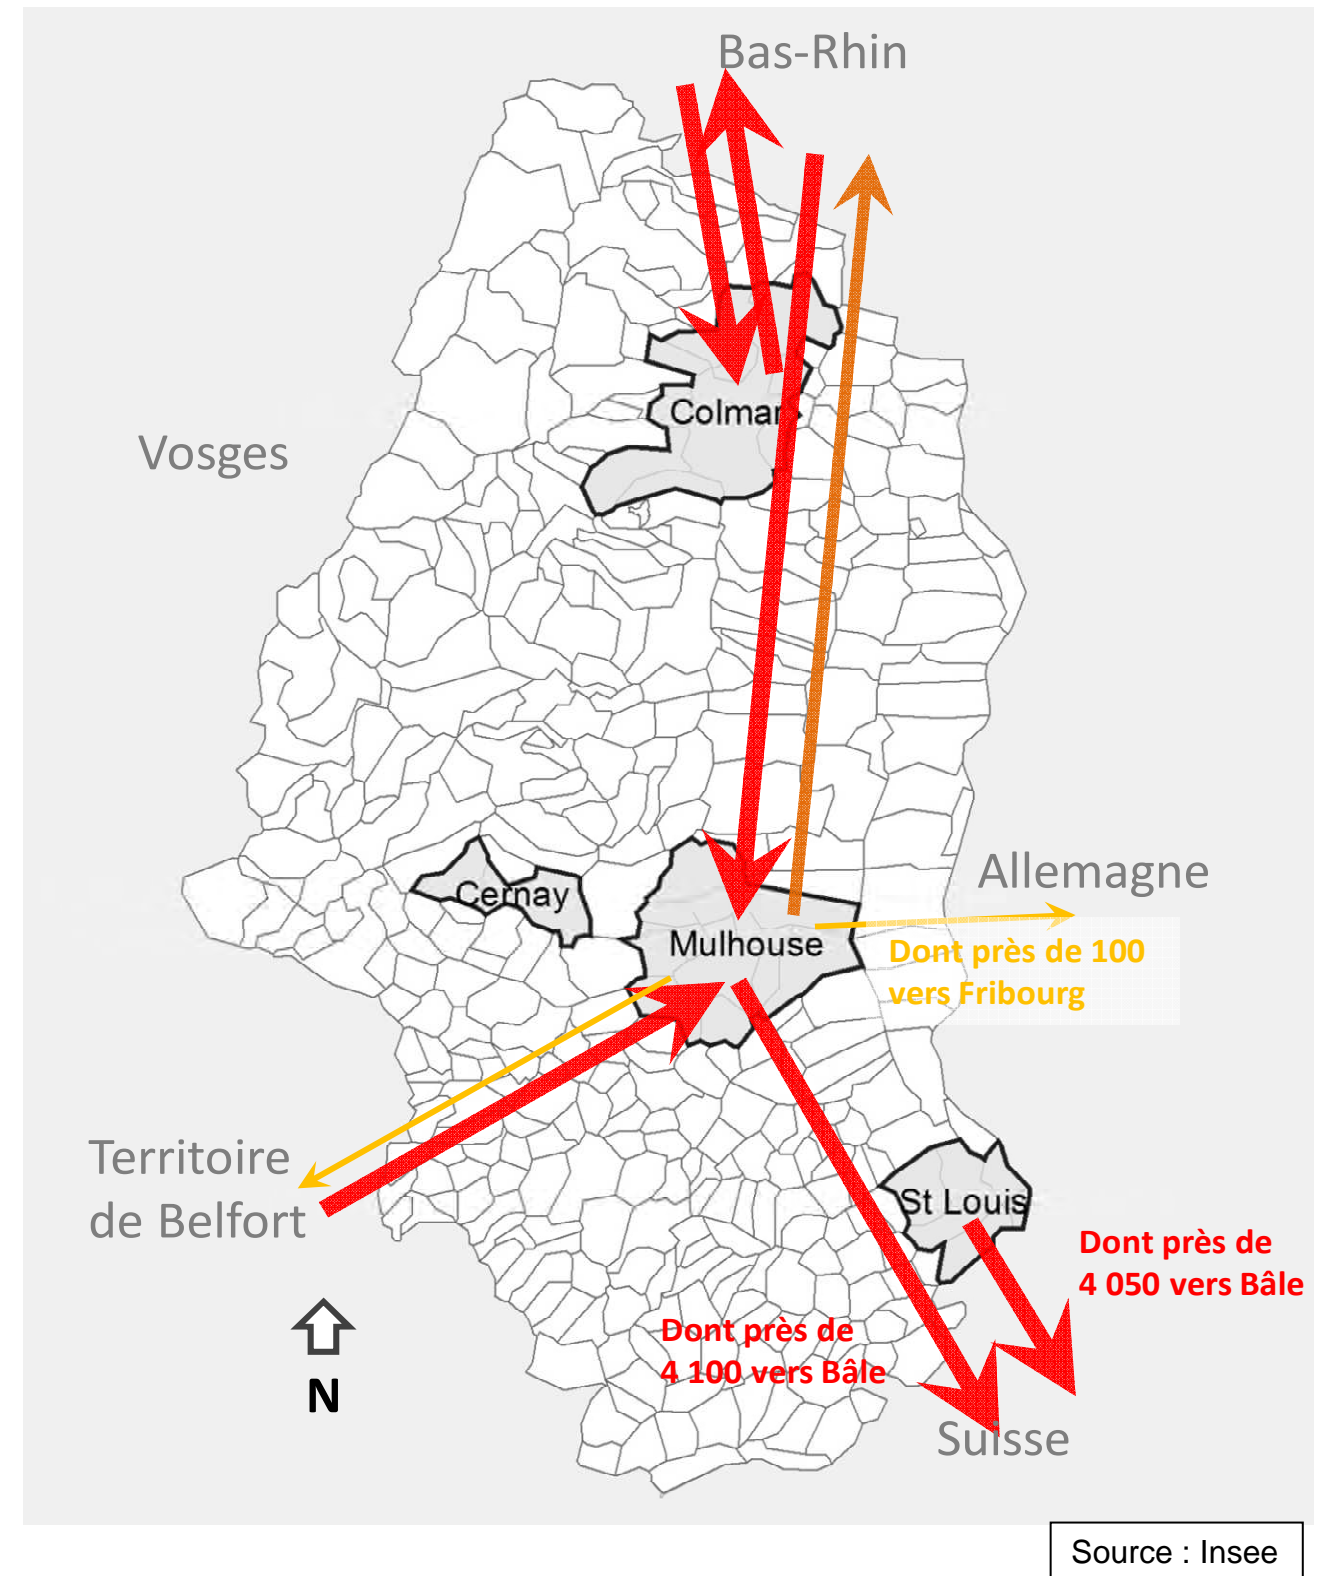 Bas-Rhin
Colmar
Vosges
Allemagne
Cernay
Mulhouse
Dont près de 100
vers Fribourg
Territoire
de Belfort
St Louis
Dont près de
4 050 vers Bâle
Dont près de
4 100 vers Bâle
N
Suisse
Source : Insee